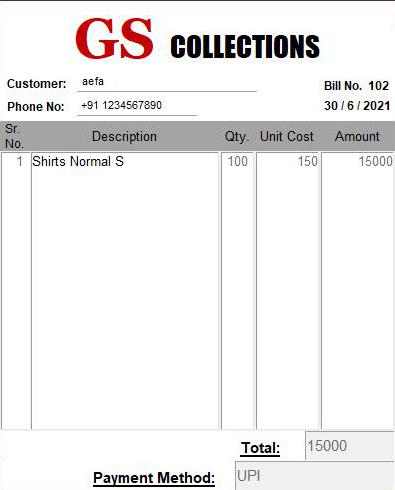 GS COLLECTIONS
Customer: aefa
Bill No. 102
Phone No: +91 1234567890
30 / 6 / 2021
Sr. No. Description Qty. Unit Cost Amount
1 Shirts Normal S 100 150 15000
Total: 15000
Payment Method: UPI